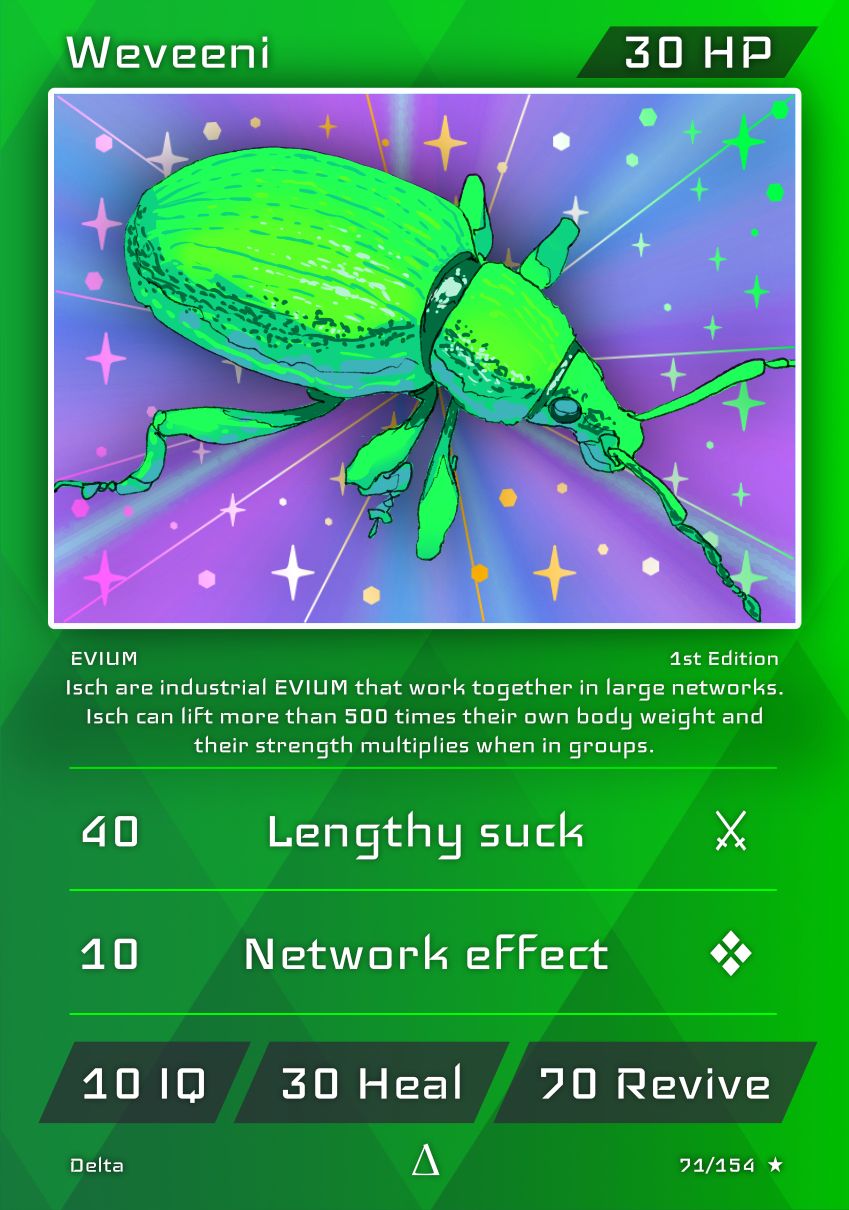 Weveeni
30 HP
EVIUM
1st Edition
Isch are industrial EVIUM that work together in large networks.
Isch can lift more than 500 times their own body weight and
their strength multiplies when in groups.
40 Lengthy suck
10 Network effect
10 IQ
30 Heal
70 Revive
Delta
Δ
71/154 ★